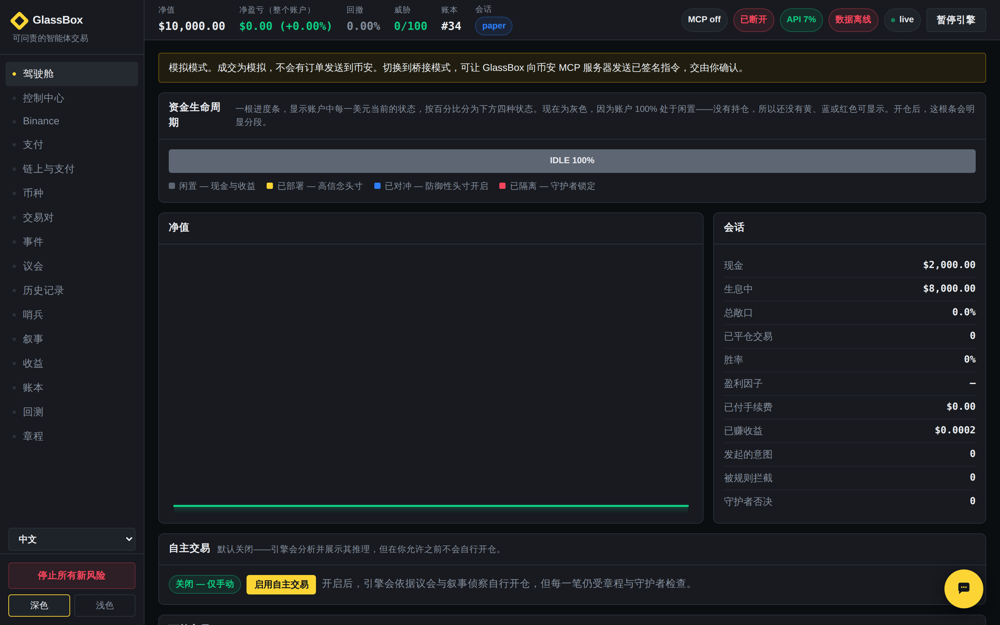 GlassBox
可问责的智能体交易
驾驶舱
控制中心
Binance
支付
链上与支付
币种
交易对
事件
议会
历史记录
哨兵
叙事
收益
账本
回测
章程
中文
停止所有新风险
深色 浅色
净值 净盈亏（整个账户） 回撤 威胁 账本 会话
$10,000.00 $0.00 (+0.00%) 0.00% 0/100 #34 paper
MCP off 已断开 API 7% 数据离线 live 暂停引擎
模拟模式。成交为模拟，不会有订单发送到币安。切换到桥接模式，可让 GlassBox 向币安 MCP 服务器发送已签名指令，交由你确认。
资金生命周期
一根进度条，显示账户中每一美元当前的状态，按百分比分为下方四种状态。现在为灰色，因为账户 100% 处于闲置——没有持仓，所以还没有黄、蓝或红色可显示。开仓后，这根条会明
显分段。
IDLE 100%
闲置 — 现金与收益 已部署 — 高信念头寸 已对冲 — 防御性头寸开启 已隔离 — 守护者锁定
净值
会话
现金 $2,000.00
生息中 $8,000.00
总敞口 0.0%
已平仓交易 0
胜率 0%
盈利因子 —
已付手续费 $0.00
已赚收益 $0.0002
发起的意图 0
被规则拦截 0
守护者否决 0
自主交易 默认关闭——引擎会分析并展示其推理，但在你允许之前不会自行开仓。
关闭 — 仅手动 启用自主交易 开启后，引擎会依据议会与叙事侦察自行开仓，但每一笔仍受章程与守护者检查。